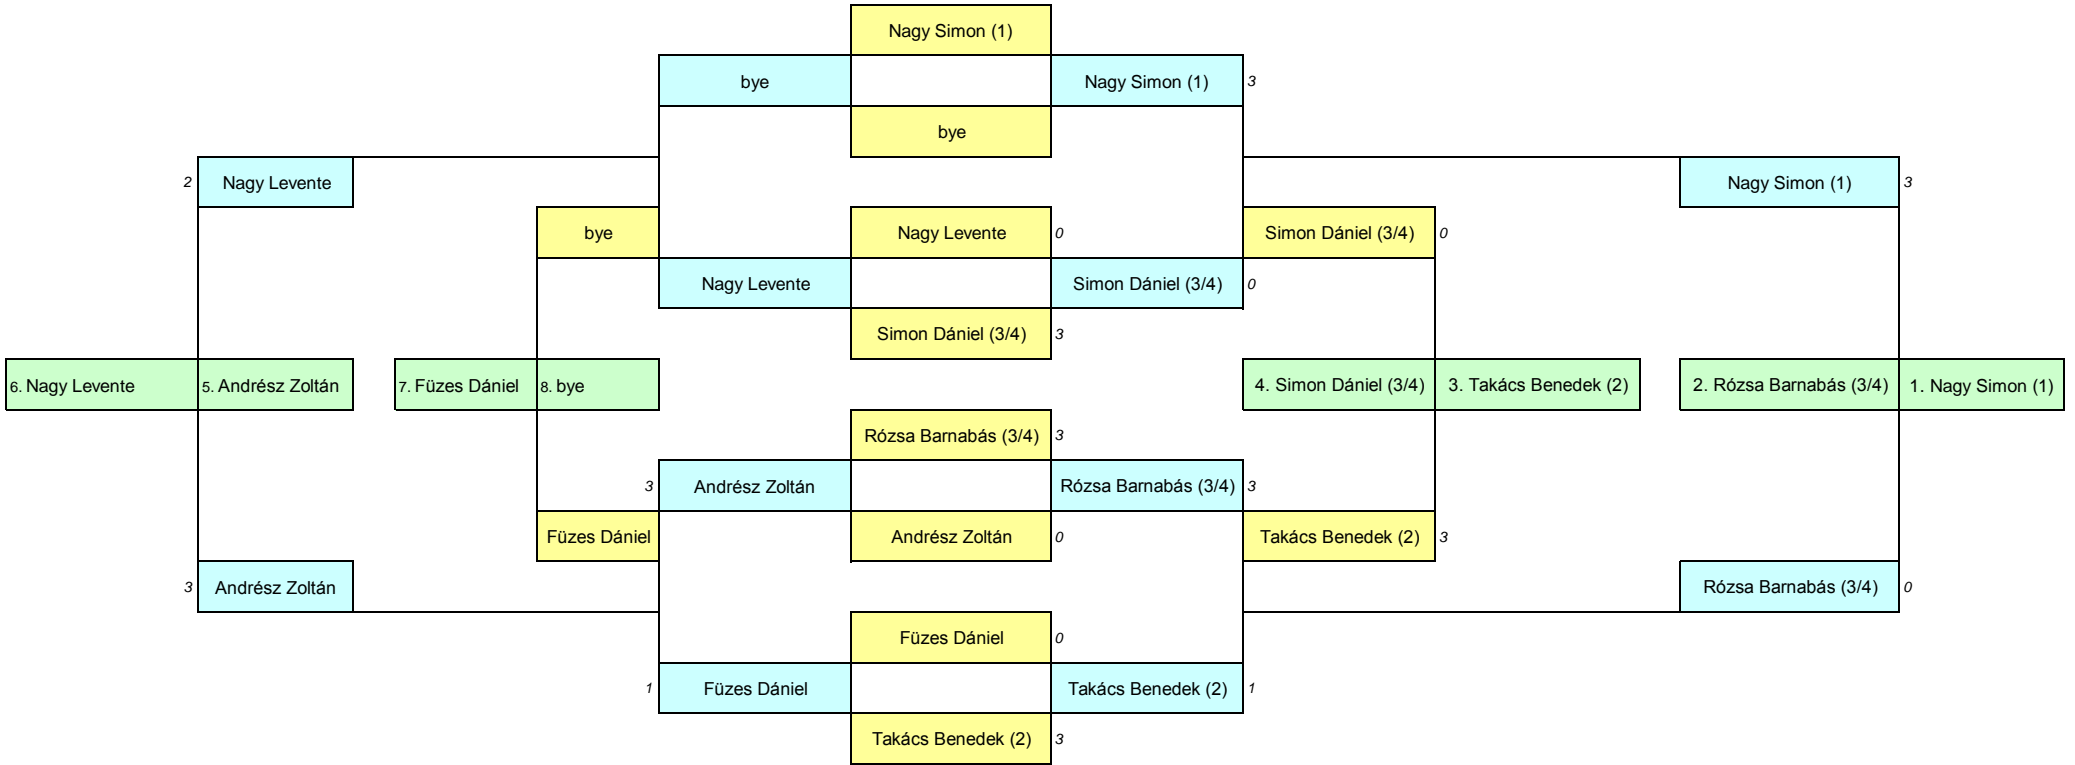 Nagy Simon (1)
bye
Nagy Simon (1)
3
bye
2
Nagy Levente
Nagy Simon (1)
3
bye
Nagy Levente
0
Simon Dániel (3/4)
0
Nagy Levente
Simon Dániel (3/4)
0
Simon Dániel (3/4)
3
6. Nagy Levente
5. Andrész Zoltán
7. Füzes Dániel
8. bye
4. Simon Dániel (3/4)
3. Takács Benedek (2)
2. Rózsa Barnabás (3/4)
1. Nagy Simon (1)
Rózsa Barnabás (3/4)
3
3
Andrész Zoltán
Rózsa Barnabás (3/4)
3
Füzes Dániel
Andrész Zoltán
0
Takács Benedek (2)
3
3
Andrész Zoltán
Rózsa Barnabás (3/4)
0
Füzes Dániel
0
1
Füzes Dániel
Takács Benedek (2)
1
Takács Benedek (2)
3